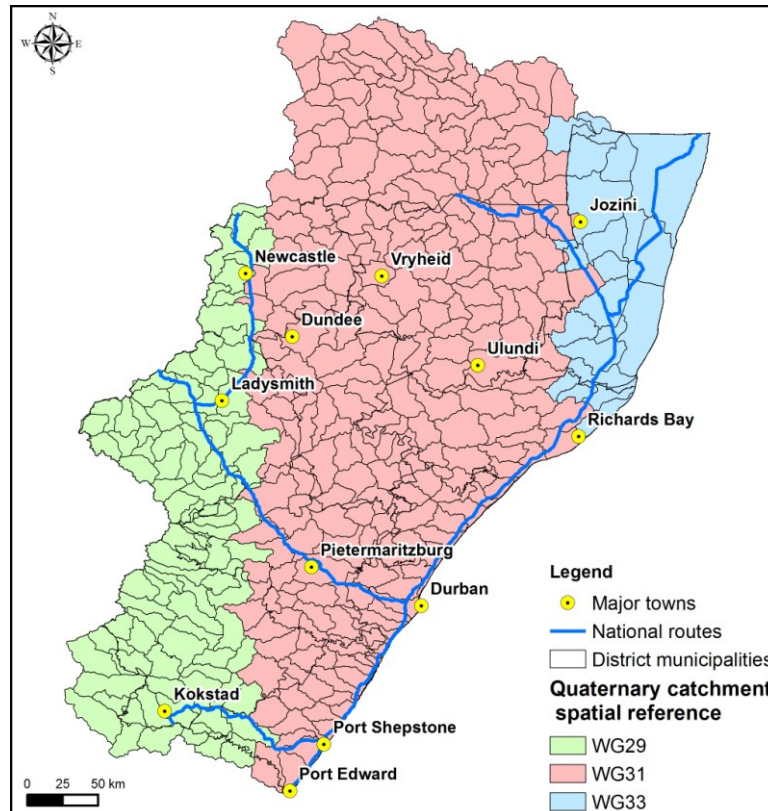 N
W E
S
Jozini
Newcastle
Vryheid
Dundee
Ulundi
Ladysmith
Richards Bay
Pietermaritzburg
Durban
Kokstad
Port Shepstone
Port Edward
Legend
Major towns
National routes
District municipalities
Quaternary catchment
spatial reference
WG29
WG31
WG33
0 25 50 km